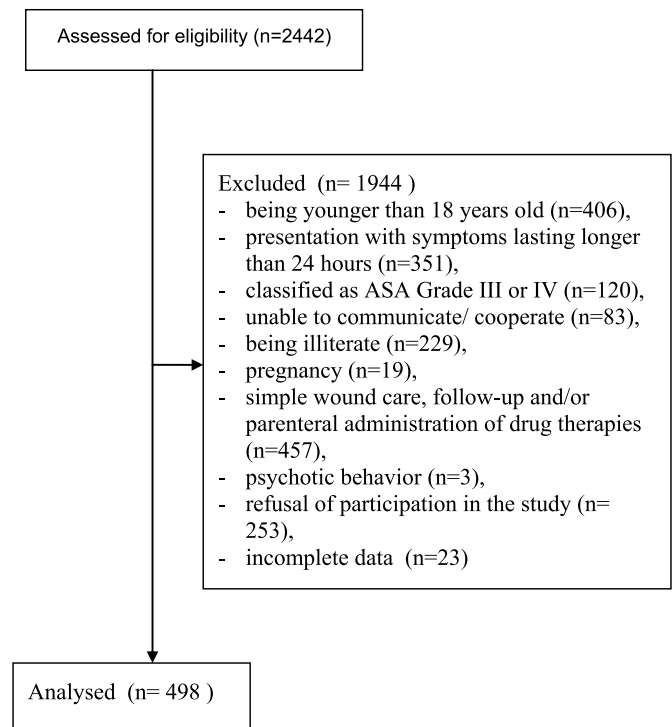 Assessed for eligibility (n=2442)
Excluded  (n= 1944 )
- being younger than 18 years old (n=406),
- presentation with symptoms lasting longer
than 24 hours (n=351),
- classified as ASA Grade III or IV (n=120),
- unable to communicate/ cooperate (n=83),
- being illiterate (n=229),
- pregnancy (n=19),
- simple wound care, follow-up and/or
parenteral administration of drug therapies
(n=457),
- psychotic behavior (n=3),
- refusal of participation in the study (n=
253),
- incomplete data  (n=23)
Analysed  (n= 498 )